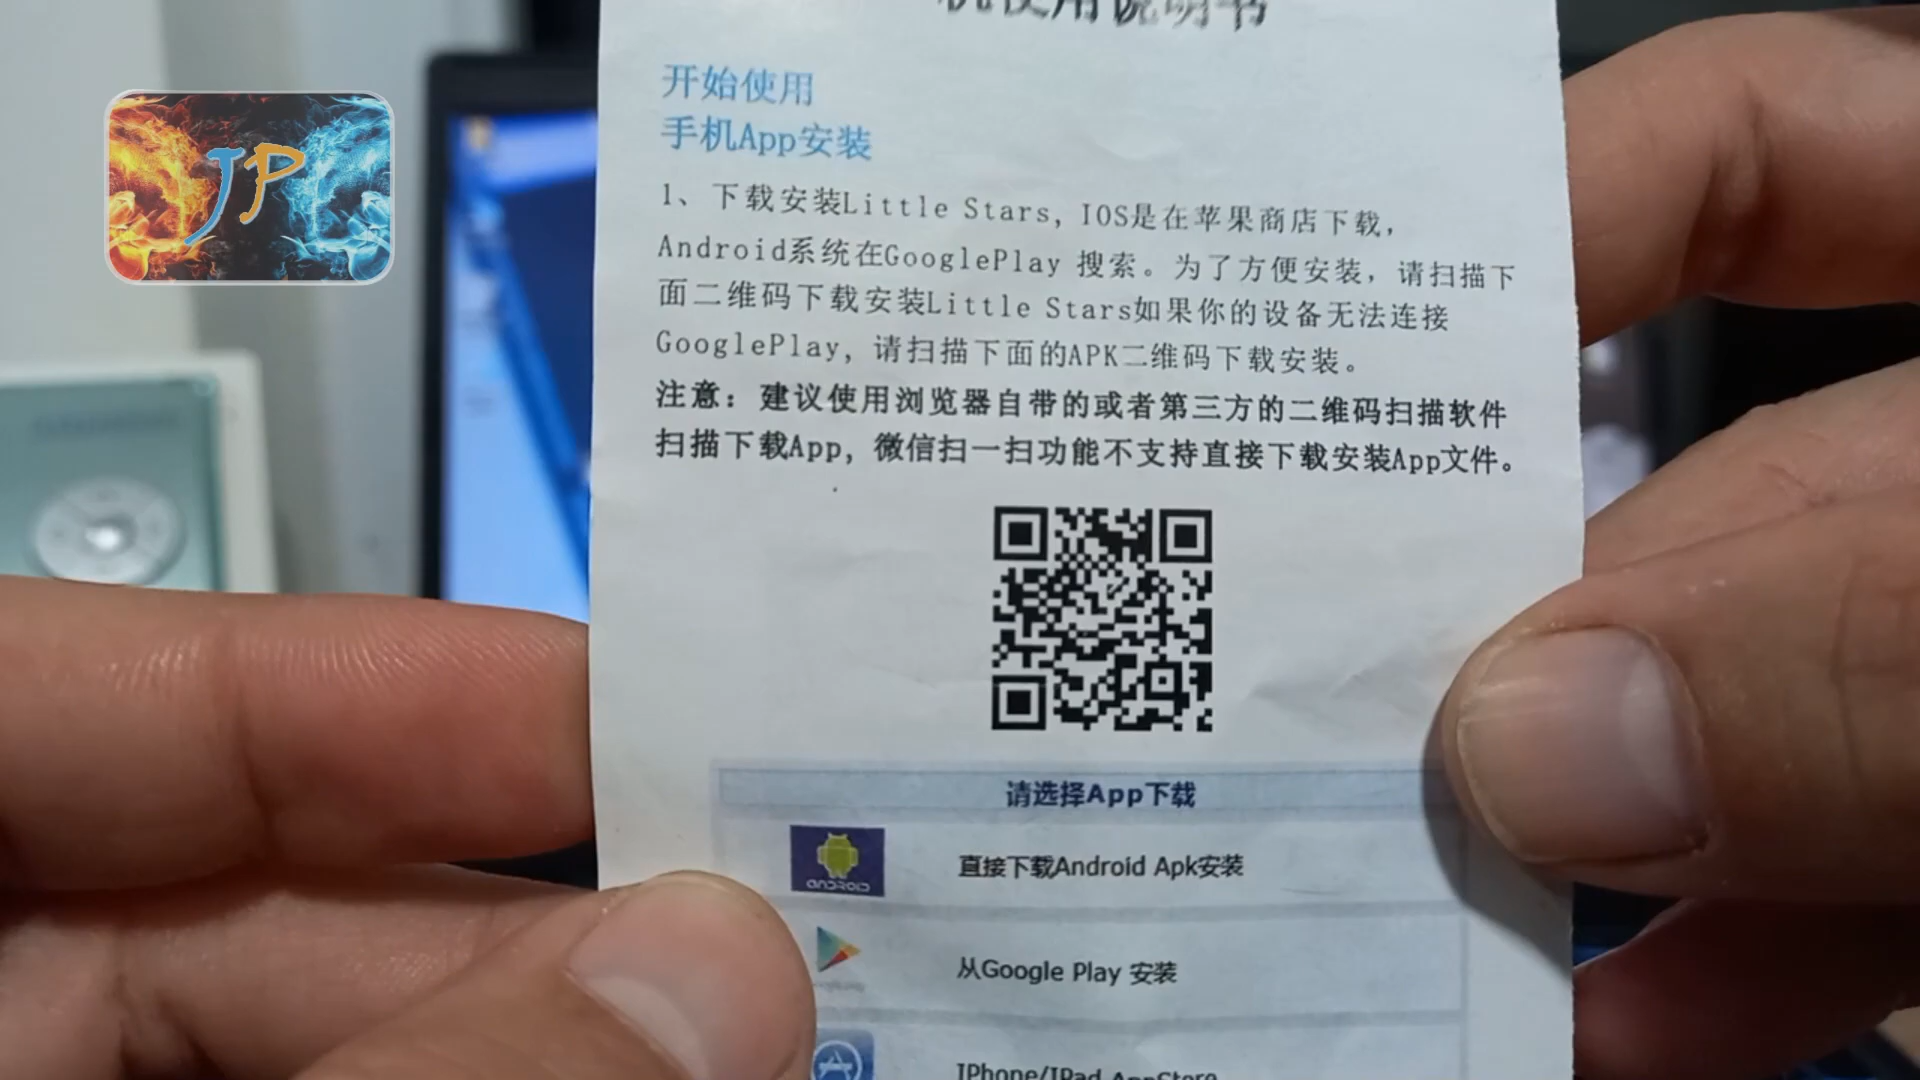 机使用说明书
开始使用
手机App安装
1、下载安装Little Stars, IOS是在苹果商店下载,
Android系统在GooglePlay 搜索。为了方便安装，请扫描下
面二维码下载安装Little Stars如果你的设备无法连接
GooglePlay, 请扫描下面的APK二维码下载安装。
注意：建议使用浏览器自带的或者第三方的二维码扫描软件
扫描下载App, 微信扫一扫功能不支持直接下载安装App文件。
请选择App下载
直接下载Android Apk安装
ANDROID
从Google Play 安装
IPhone/IPad AppStore
JP